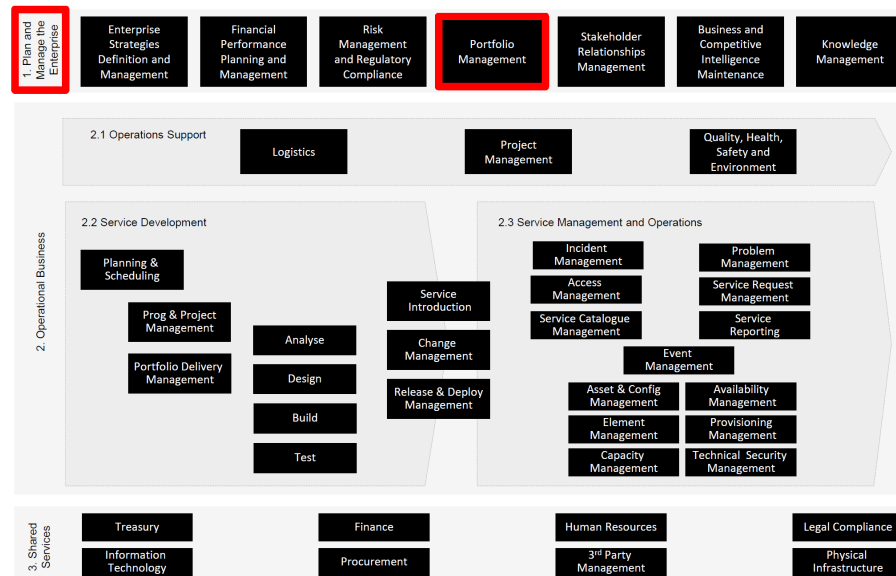 1. Plan and
Manage the
Enterprise
Enterprise
Strategies
Definition and
Management
Financial
Performance
Planning and
Management
Risk
Management
and Regulatory
Compliance
Portfolio
Management
Stakeholder
Relationships
Management
Business and
Competitive
Intelligence
Maintenance
Knowledge
Management
2. Operational Business
2.1 Operations Support
Logistics
Project
Management
Quality, Health,
Safety and
Environment
2.2 Service Development
Planning &
Scheduling
Prog & Project
Management
Portfolio Delivery
Management
Analyse
Design
Build
Test
Service
Introduction
Change
Management
Release & Deploy
Management
2.3 Service Management and Operations
Incident
Management
Problem
Management
Access
Management
Service Request
Management
Service Catalogue
Management
Service
Reporting
Event
Management
Asset & Config
Management
Availability
Management
Element
Management
Provisioning
Management
Capacity
Management
Technical Security
Management
3. Shared
Services
Treasury
Finance
Human Resources
Legal Compliance
Information
Technology
Procurement
3rd Party
Management
Physical
Infrastructure